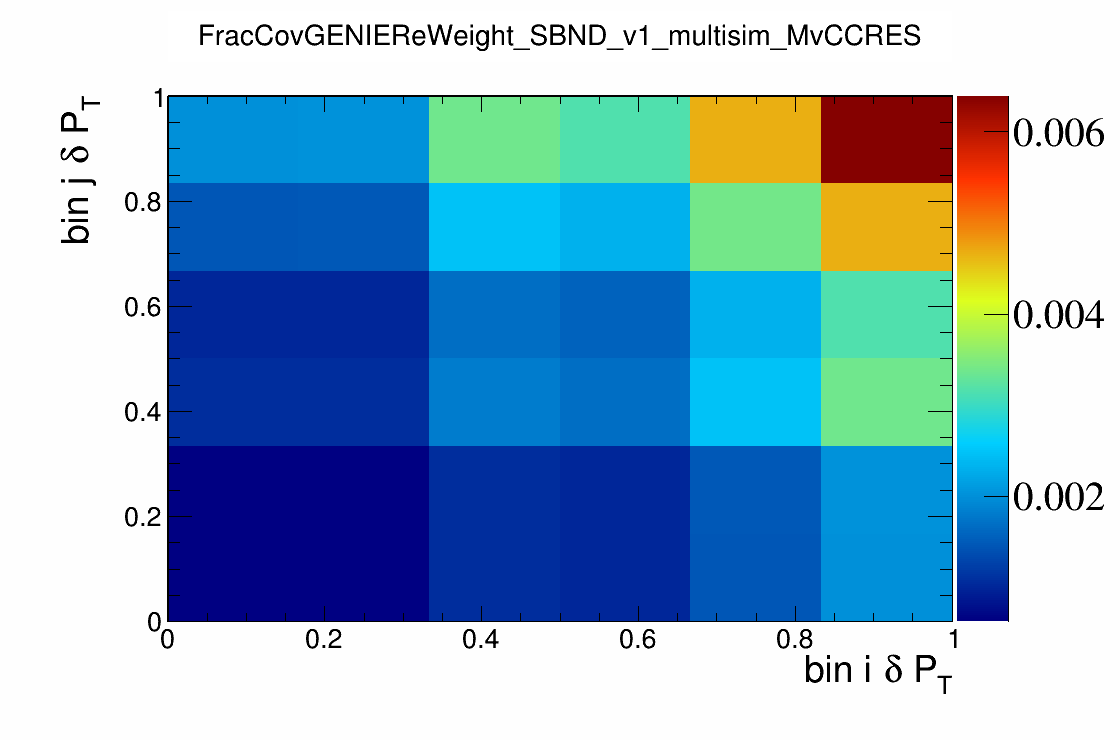 FracCovGENIEReWeight_SBND_v1_multisim_MvCCRES
bin j δ P_T
1
0.8
0.6
0.4
0.2
0
0 0.2 0.4 0.6 0.8 1
bin i δ P_T
0.006
0.004
0.002